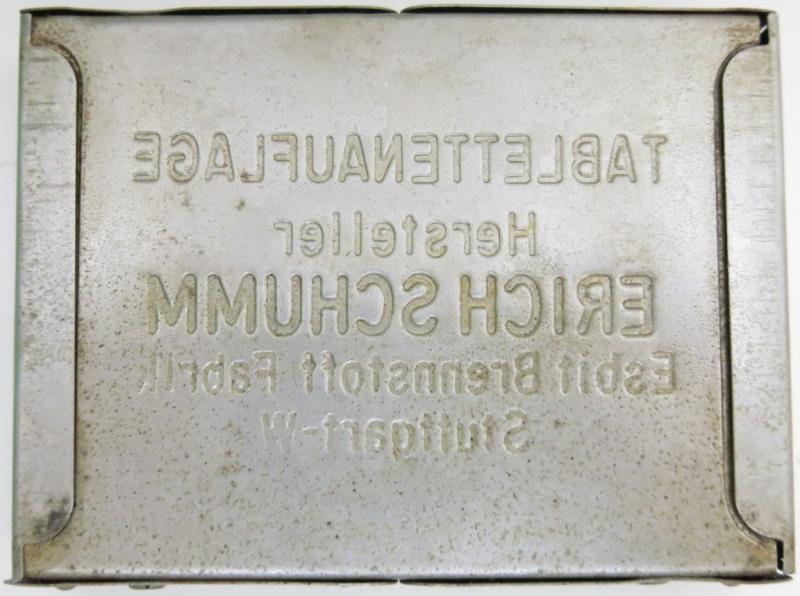 TABLETTENAUFLAGE
Hersteller
ERICH SCHUMM
Esbit Brennstoff Fabrik
Stuttgart-W